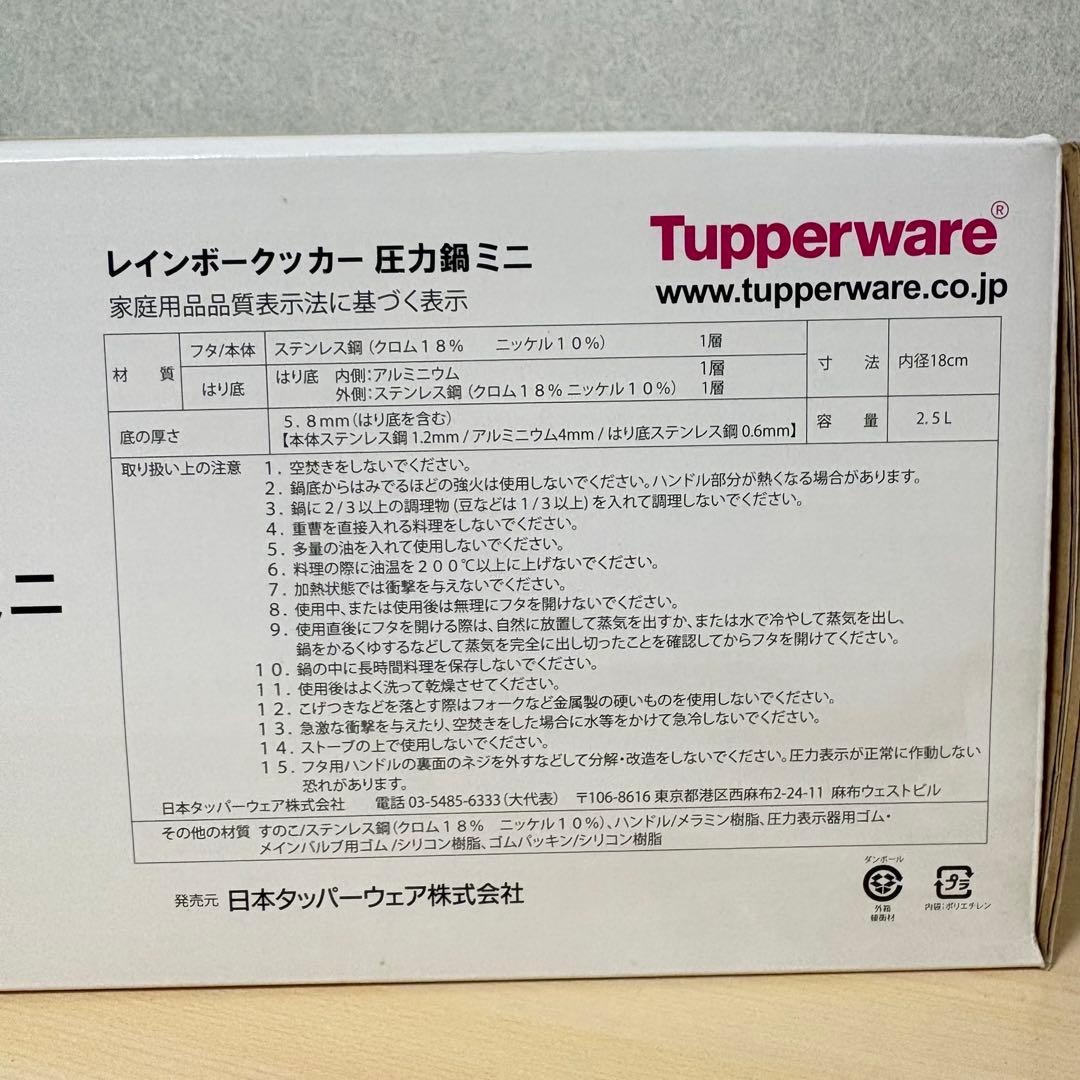 レインボークッカー 圧力鍋ミニ
家庭用品品質表示法に基づく表示
Tupperware®
www.tupperware.co.jp
材　質 フタ/本体 ステンレス鋼（クロム１８％　ニッケル１０％） 1層
はり底 はり底　内側：アルミニウム 1層
外側：ステンレス鋼（クロム１８％ ニッケル１０％） 1層
寸　法 内径18cm
底の厚さ ５．８ｍｍ（はり底を含む）
【本体ステンレス鋼 1.2mm / アルミニウム4mm / はり底ステンレス鋼 0.6mm】
容　量 2.5L
取り扱い上の注意 １．空焚きをしないでください。
２．鍋底からはみでるほどの強火は使用しないでください。ハンドル部分が熱くなる場合があります。
３．鍋に２/３以上の調理物（豆などは１/３以上）を入れて調理しないでください。
４．重曹を直接入れる料理をしないでください。
５．多量の油を入れて使用しないでください。
６．料理の際に油温を２００℃以上に上げないでください。
７．加熱状態では衝撃を与えないでください。
８．使用中、または使用後は無理にフタを開けないでください。
９．使用直後にフタを開ける際は、自然に放置して蒸気を出すか、または水で冷やして蒸気を出し、
鍋をかるくゆするなどして蒸気を完全に出し切ったことを確認してからフタを開けてください。
１０．鍋の中に長時間料理を保存しないでください。
１１．使用後はよく洗って乾燥させてください。
１２．こげつきなどを落とす際はフォークなど金属製の硬いものを使用しないでください。
１３．急激な衝撃を与えたり、空焚きをした場合に水等をかけて急冷しないでください。
１４．ストーブの上で使用しないでください。
１５．フタ用ハンドルの裏面のネジを外すなどして分解・改造をしないでください。圧力表示が正常に作動しない
恐れがあります。
日本タッパーウェア株式会社　電話 03-5485-6333（大代表）　〒106-8616 東京都港区西麻布2-24-11 麻布ウェストビル
その他の材質 すのこ/ステンレス鋼（クロム１８％　ニッケル１０％）、ハンドル/メラミン樹脂、圧力表示器用ゴム・
メインバルブ用ゴム /シリコン樹脂、ゴムパッキン/シリコン樹脂
発売元 日本タッパーウェア株式会社
ダンボール
外箱
緩衝材
プラ
内袋：ポリエチレン
ニ